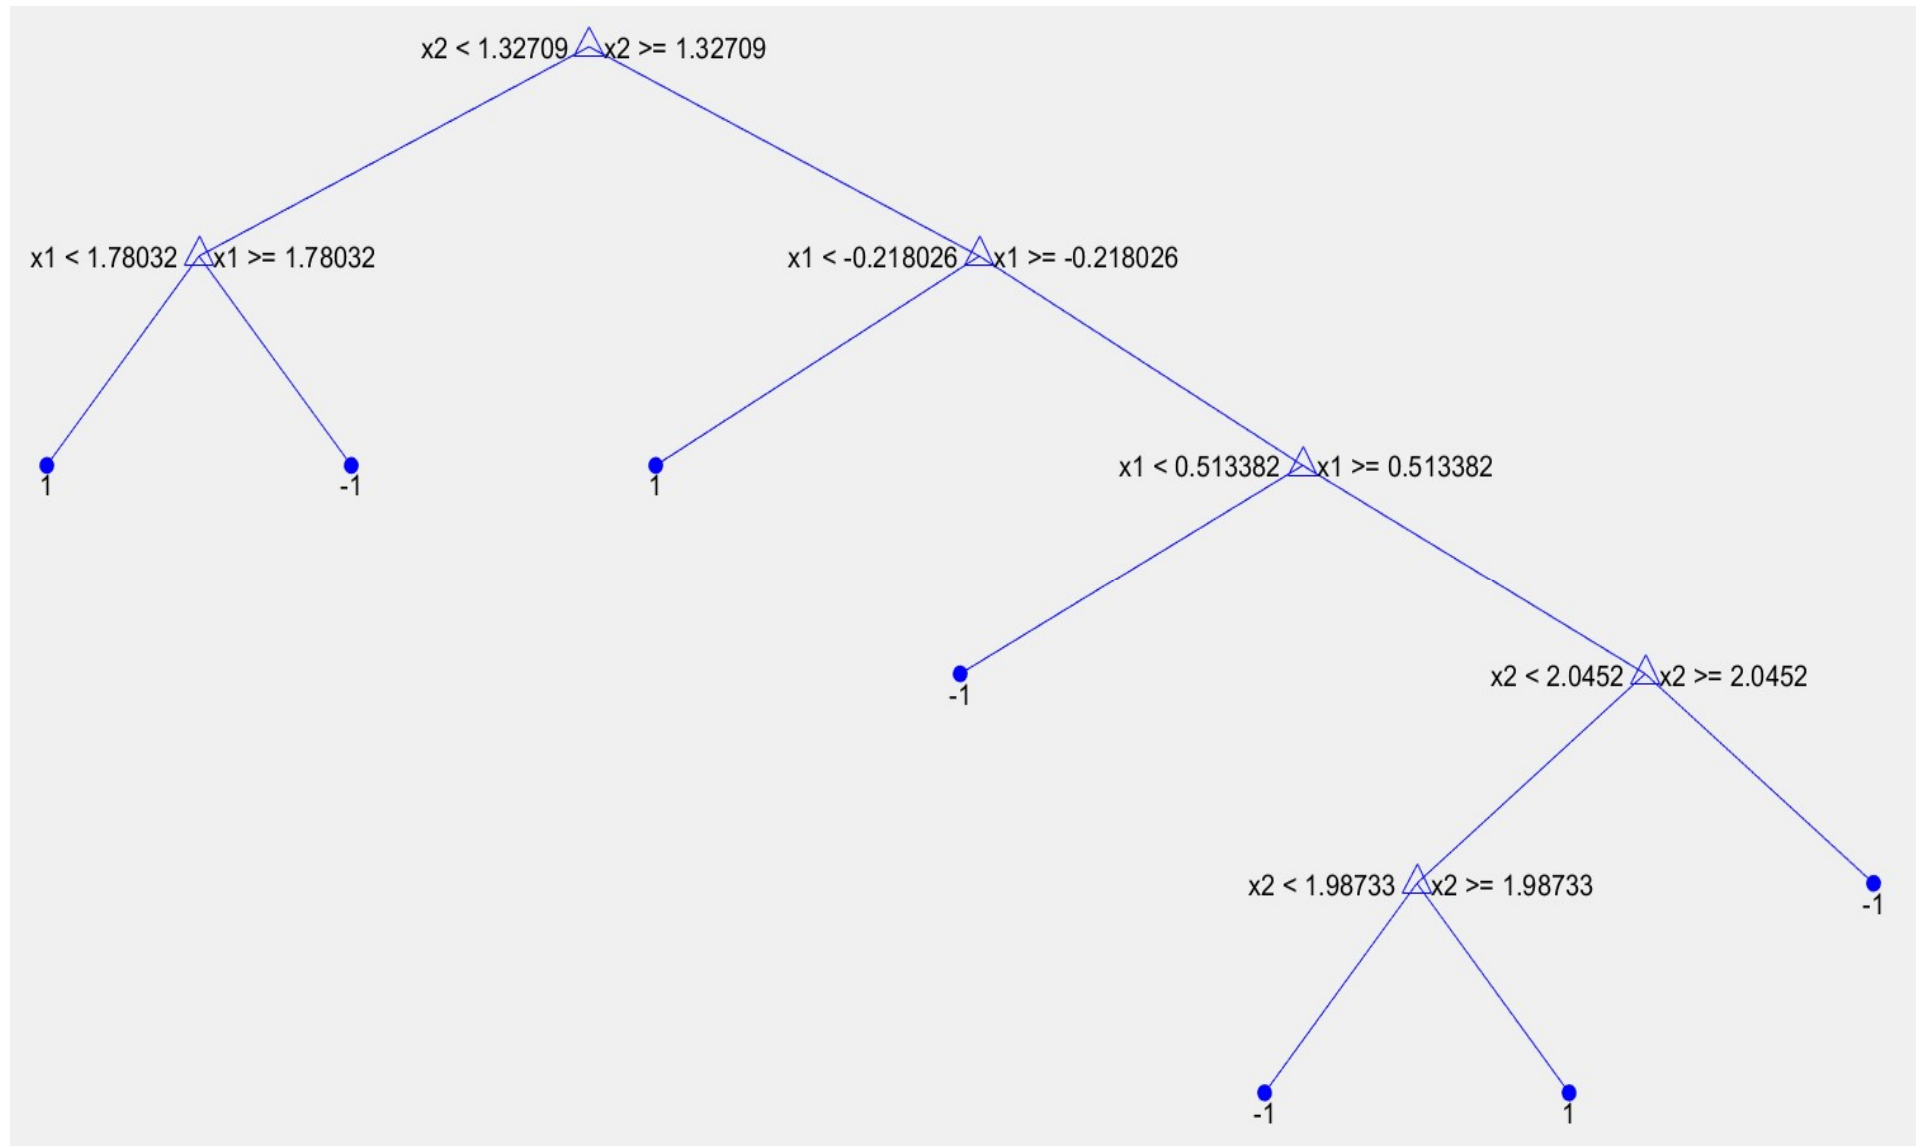 x2 < 1.32709 x2 >= 1.32709
x1 < 1.78032 x1 >= 1.78032
x1 < -0.218026 x1 >= -0.218026
1
-1
1
x1 < 0.513382 x1 >= 0.513382
-1
x2 < 2.0452 x2 >= 2.0452
x2 < 1.98733 x2 >= 1.98733
-1
-1
1